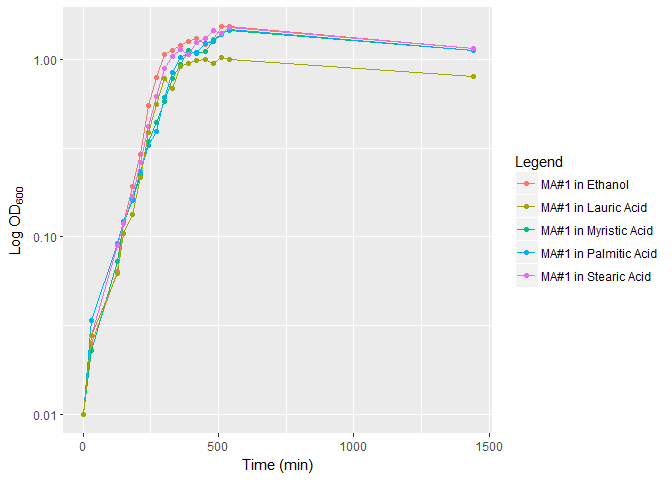 1.00
0.10
0.01
0
500
1000
1500
Time (min)
Log OD₆₀₀
Legend
MA#1 in Ethanol
MA#1 in Lauric Acid
MA#1 in Myristic Acid
MA#1 in Palmitic Acid
MA#1 in Stearic Acid